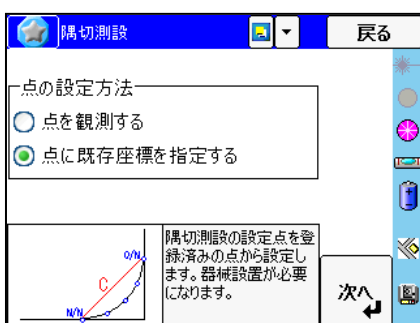 隅切測設
戻る
点の設定方法
点を観測する
点に既存座標を指定する
O/N
C
N/N
隅切測設の設定点を登
録済みの点から設定し
ます。器械設置が必要
になります。
次へ